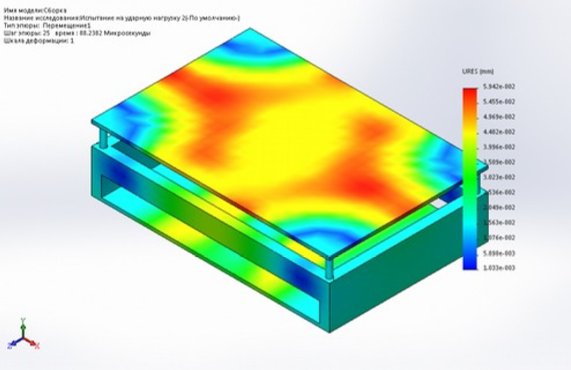 Имя модели:Сборка
Название исследования:Испытание на ударную нагрузку 2(-По умолчанию-)
Тип эпюры: Перемещение1
Шаг эпюры: 25 время : 88.2382 Микросекунды
Шкала деформации: 1
URES (mm)
5.942e-002
5.455e-002
4.969e-002
4.482e-002
3.996e-002
3.509e-002
3.023e-002
2.536e-002
2.049e-002
1.563e-002
1.076e-002
5.899e-003
1.033e-003
Y
Z
X